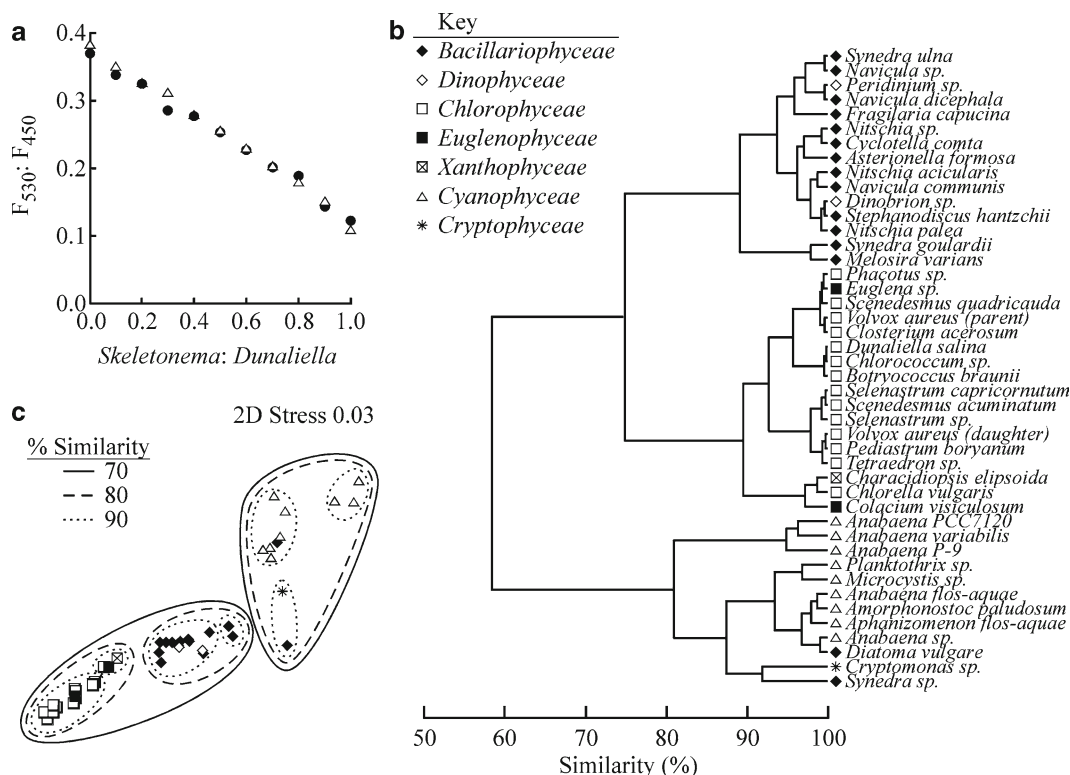 a
0.4
0.3
0.2
0.1
0.0
F530: F450
0.0 0.2 0.4 0.6 0.8 1.0
Skeletonema: Dunaliella
b
Key
Bacillariophyceae
Dinophyceae
Chlorophyceae
Euglenophyceae
Xanthophyceae
Cyanophyceae
Cryptophyceae
Synedra ulna
Navicula sp.
Peridinium sp.
Navicula dicephala
Fragilaria capucina
Nitschia sp.
Cyclotella comta
Asterionella formosa
Nitschia acicularis
Navicula communis
Dinobrion sp.
Stephanodiscus hantzchii
Nitschia palea
Synedra goulardii
Melosira varians
Phacotus sp.
Euglena sp.
Scenedesmus quadricauda
Volvox aureus (parent)
Closterium acerosum
Dunaliella salina
Chlorococcum sp.
Botryococcus braunii
Selenastrum capricornutum
Scenedesmus acuminatum
Selenastrum sp.
Volvox aureus (daughter)
Pediastrum boryanum
Tetraedron sp.
Characidiopsis elipsoida
Chlorella vulgaris
Colacium visiculosum
Anabaena PCC7120
Anabaena variabilis
Anabaena P-9
Planktothrix sp.
Microcystis sp.
Anabaena flos-aquae
Amorphonostoc paludosum
Aphanizomenon flos-aquae
Anabaena sp.
Diatoma vulgare
Cryptomonas sp.
Synedra sp.
50 60 70 80 90 100
Similarity (%)
c
2D Stress 0.03
% Similarity
70
80
90